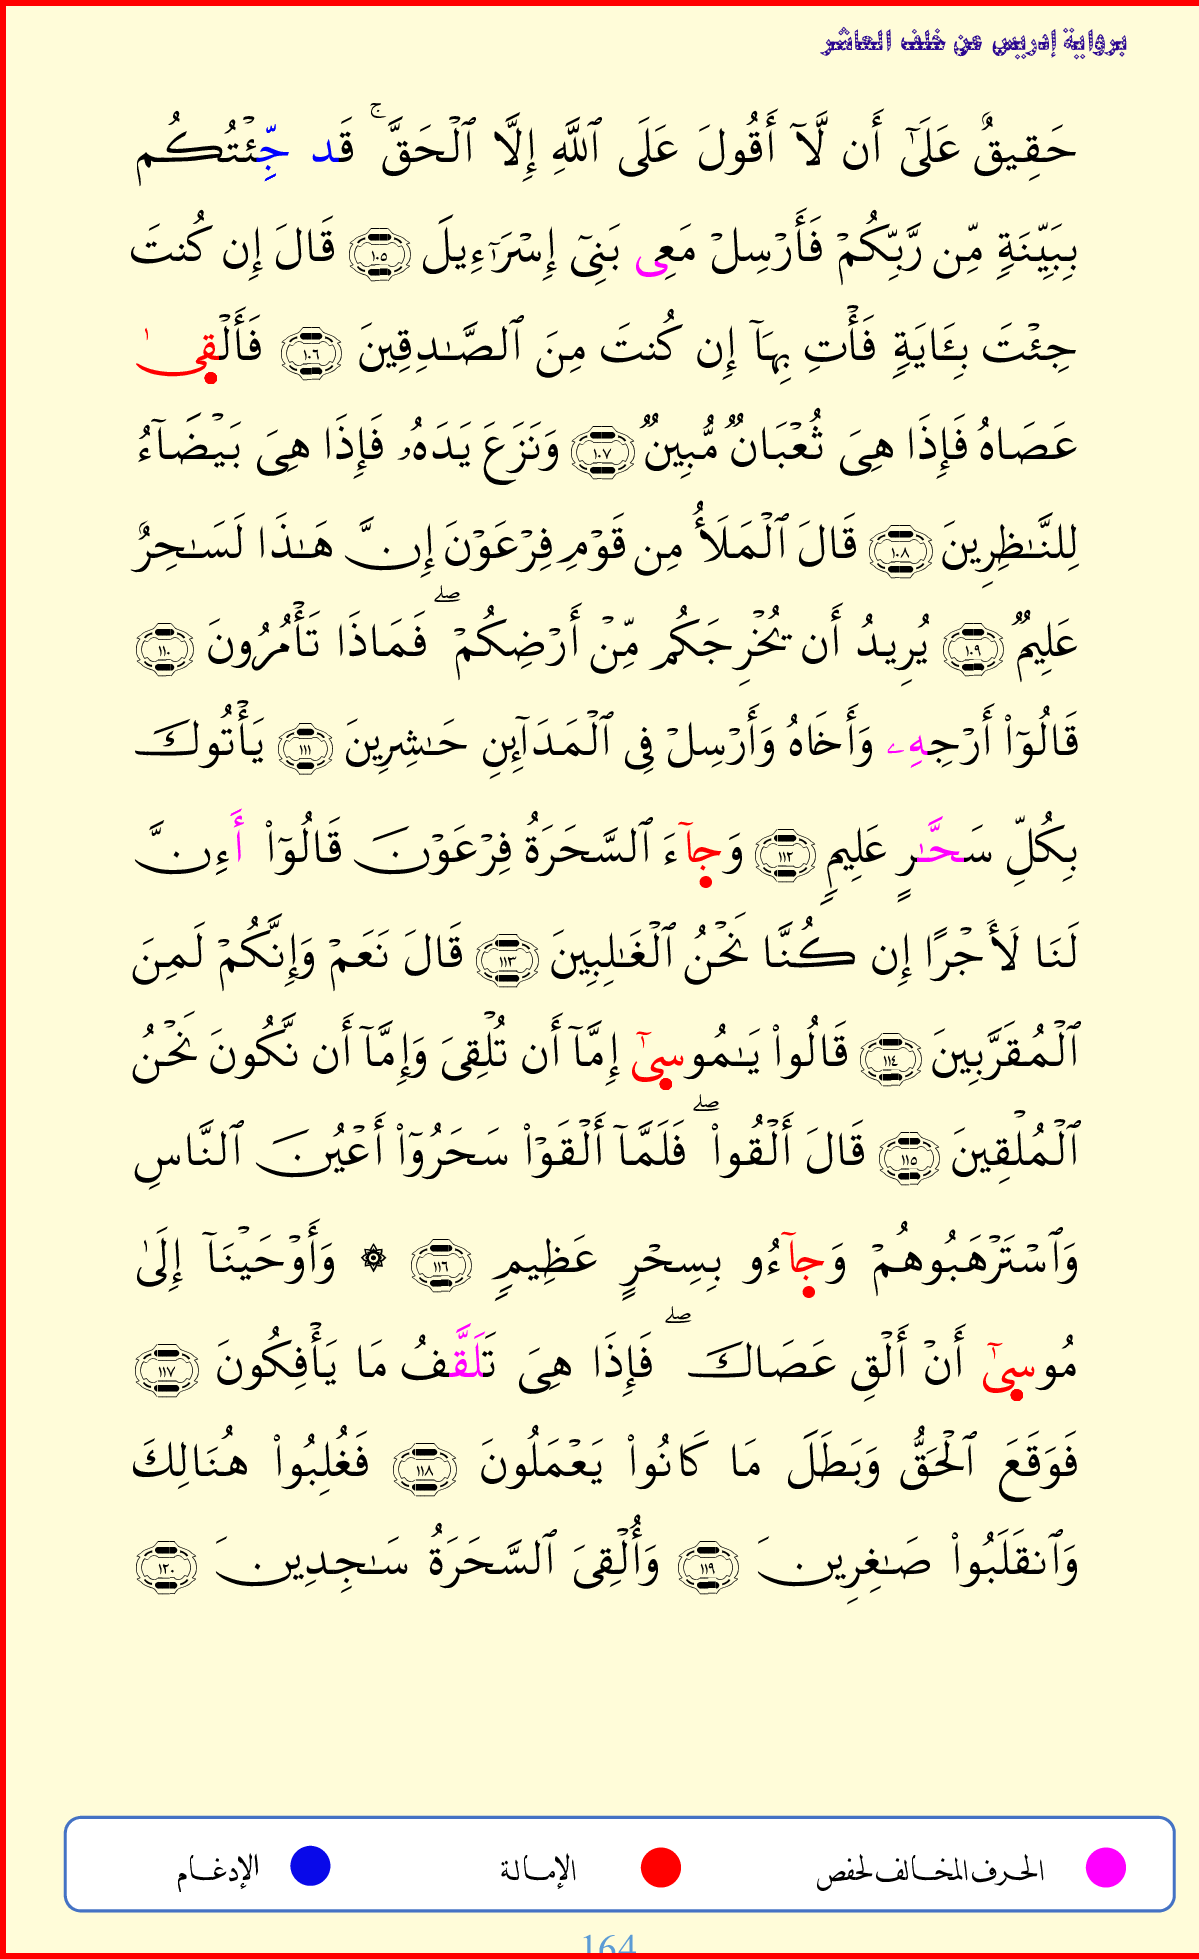 برواية إدريس عن خلف العاشر
حَقِيقٌ عَلَىٰٓ أَن لَّآ أَقُولَ عَلَى ٱللَّهِ إِلَّا ٱلۡحَقَّۚ قَد جِّئۡتُكُم
بِبَيِّنَةٖ مِّن رَّبِّكُمۡ فَأَرۡسِلۡ مَعِي بَنِيٓ إِسۡرَٰٓءِيلَ ١٠٥ قَالَ إِن كُنتَ
جِئۡتَ بِـَٔايَةٖ فَأۡتِ بِهَآ إِن كُنتَ مِنَ ٱلصَّـٰدِقِينَ ١٠٦ فَأَلۡقَىٰ
عَصَاهُ فَإِذَا هِيَ ثُعۡبَانٞ مُّبِينٞ ١٠٧ وَنَزَعَ يَدَهُۥ فَإِذَا هِيَ بَيۡضَآءُ
لِلنَّـٰظِرِينَ ١٠٨ قَالَ ٱلۡمَلَأُ مِن قَوۡمِ فِرۡعَوۡنَ إِنَّ هَـٰذَا لَسَـٰحِرٌ
عَلِيمٞ ١٠٩ يُرِيدُ أَن يُخۡرِجَكُم مِّنۡ أَرۡضِكُمۡۖ فَمَاذَا تَأۡمُرُونَ ١١٠
قَالُوٓاْ أَرۡجِهِۦ وَأَخَاهُ وَأَرۡسِلۡ فِي ٱلۡمَدَآئِنِ حَـٰشِرِينَ ١١١ يَأۡتُوكَ
بِكُلِّ سَحَّـٰرٍ عَلِيمٖ ١١٢ وَجَآءَ ٱلسَّحَرَةُ فِرۡعَوۡنَ قَالُوٓاْ أَءِنَّ
لَنَا لَأَجۡرًا إِن كُنَّا نَحۡنُ ٱلۡغَـٰلِبِينَ ١١٣ قَالَ نَعَمۡ وَإِنَّكُمۡ لَمِنَ
ٱلۡمُقَرَّبِينَ ١١٤ قَالُواْ يَـٰمُوسَىٰٓ إِمَّآ أَن تُلۡقِيَ وَإِمَّآ أَن نَّكُونَ نَحۡنُ
ٱلۡمُلۡقِينَ ١١٥ قَالَ أَلۡقُواْۖ فَلَمَّآ أَلۡقَوۡاْ سَحَرُوٓاْ أَعۡيُنَ ٱلنَّاسِ
وَٱسۡتَرۡهَبُوهُمۡ وَجَآءُو بِسِحۡرٍ عَظِيمٖ ١١٦ ۞ وَأَوۡحَيۡنَآ إِلَىٰ
مُوسَىٰٓ أَنۡ أَلۡقِ عَصَاكَۖ فَإِذَا هِيَ تَلَقَّفُ مَا يَأۡفِكُونَ ١١٧
فَوَقَعَ ٱلۡحَقُّ وَبَطَلَ مَا كَانُواْ يَعۡمَلُونَ ١١٨ فَغُلِبُواْ هُنَالِكَ
وَٱنقَلَبُواْ صَـٰغِرِينَ ١١٩ وَأُلۡقِيَ ٱلسَّحَرَةُ سَـٰجِدِينَ ١٢٠
الحرف المخالف لحفص الإمالة الإدغام
164